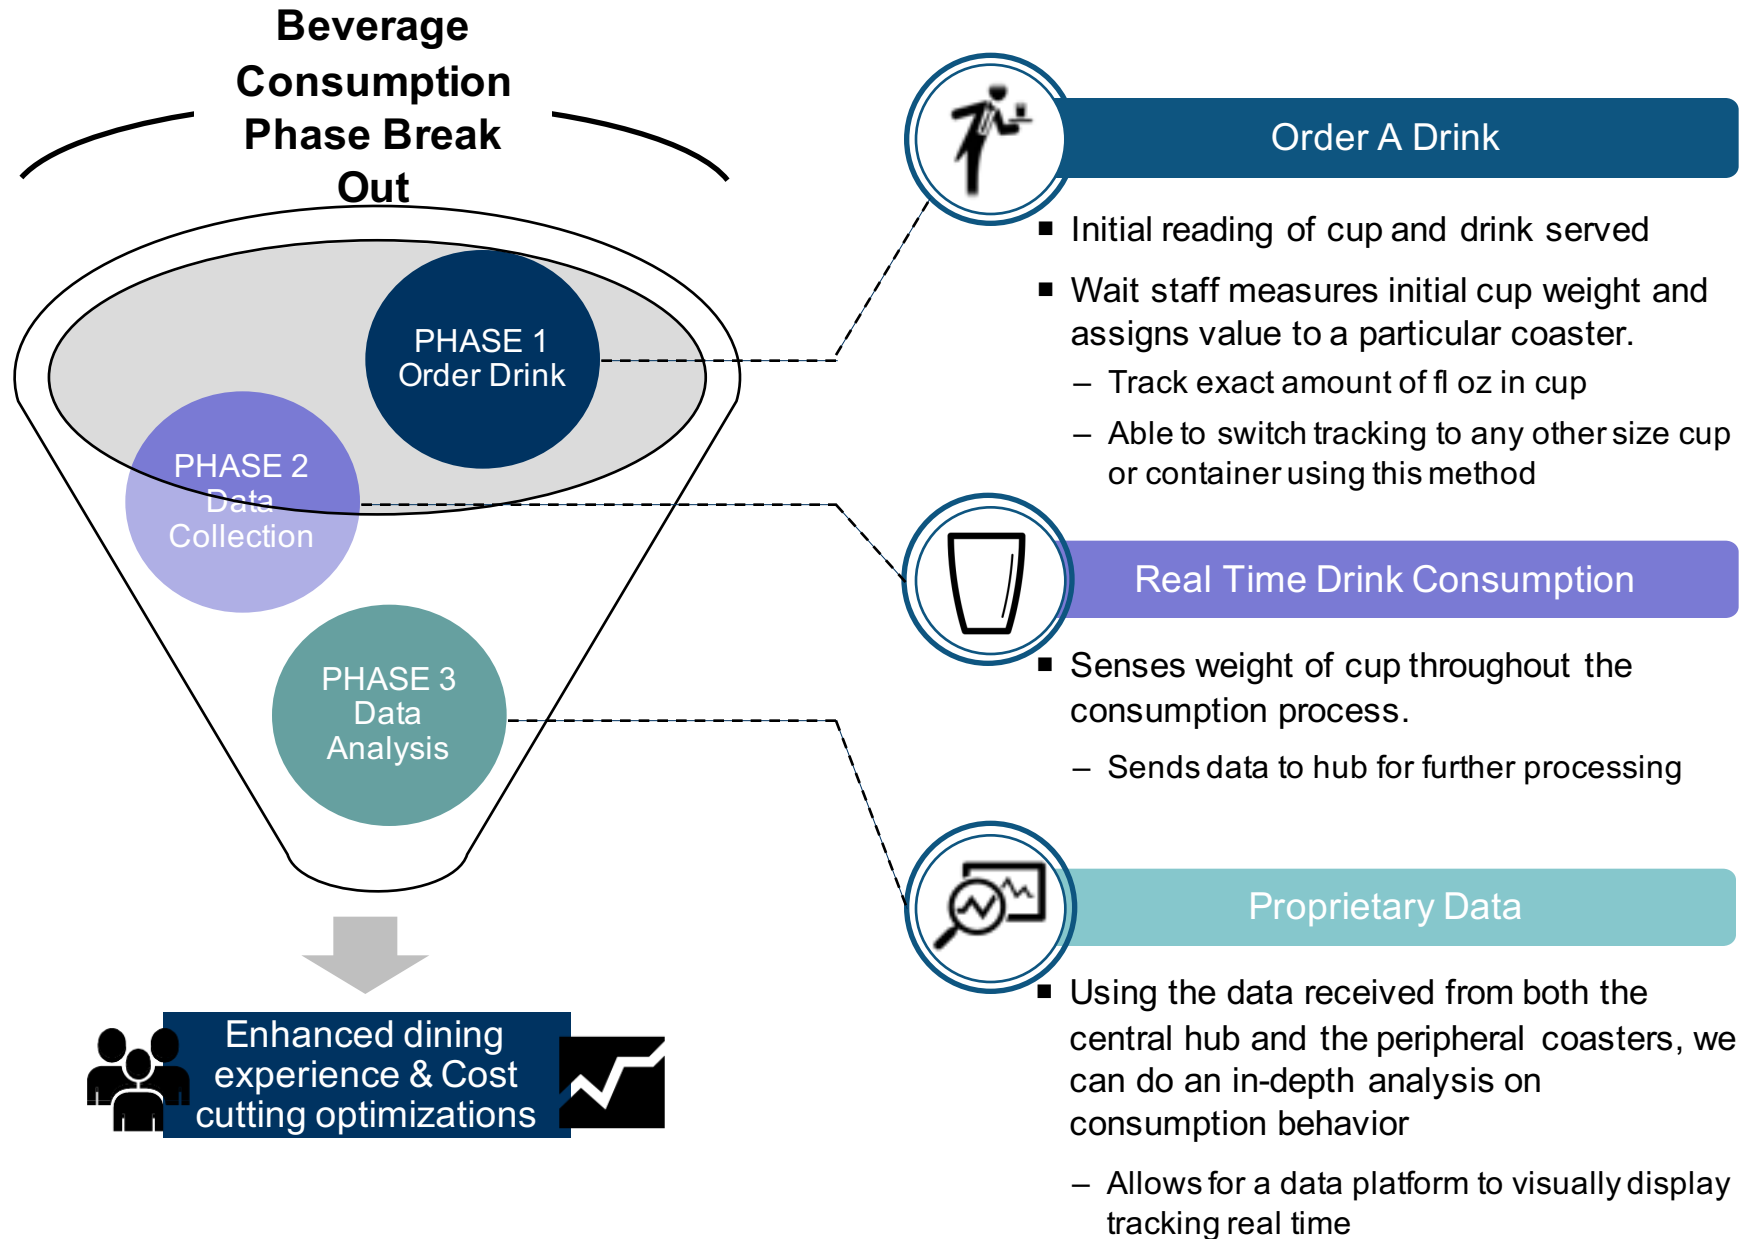 Beverage
Consumption
Phase Break
Out
PHASE 1
Order Drink
PHASE 2
Data
Collection
PHASE 3
Data
Analysis
Enhanced dining
experience & Cost
cutting optimizations
Order A Drink
▪ Initial reading of cup and drink served
▪ Wait staff measures initial cup weight and
assigns value to a particular coaster.
– Track exact amount of fl oz in cup
– Able to switch tracking to any other size cup
or container using this method
Real Time Drink Consumption
▪ Senses weight of cup throughout the
consumption process.
– Sends data to hub for further processing
Proprietary Data
▪ Using the data received from both the
central hub and the peripheral coasters, we
can do an in-depth analysis on
consumption behavior
– Allows for a data platform to visually display
tracking real time